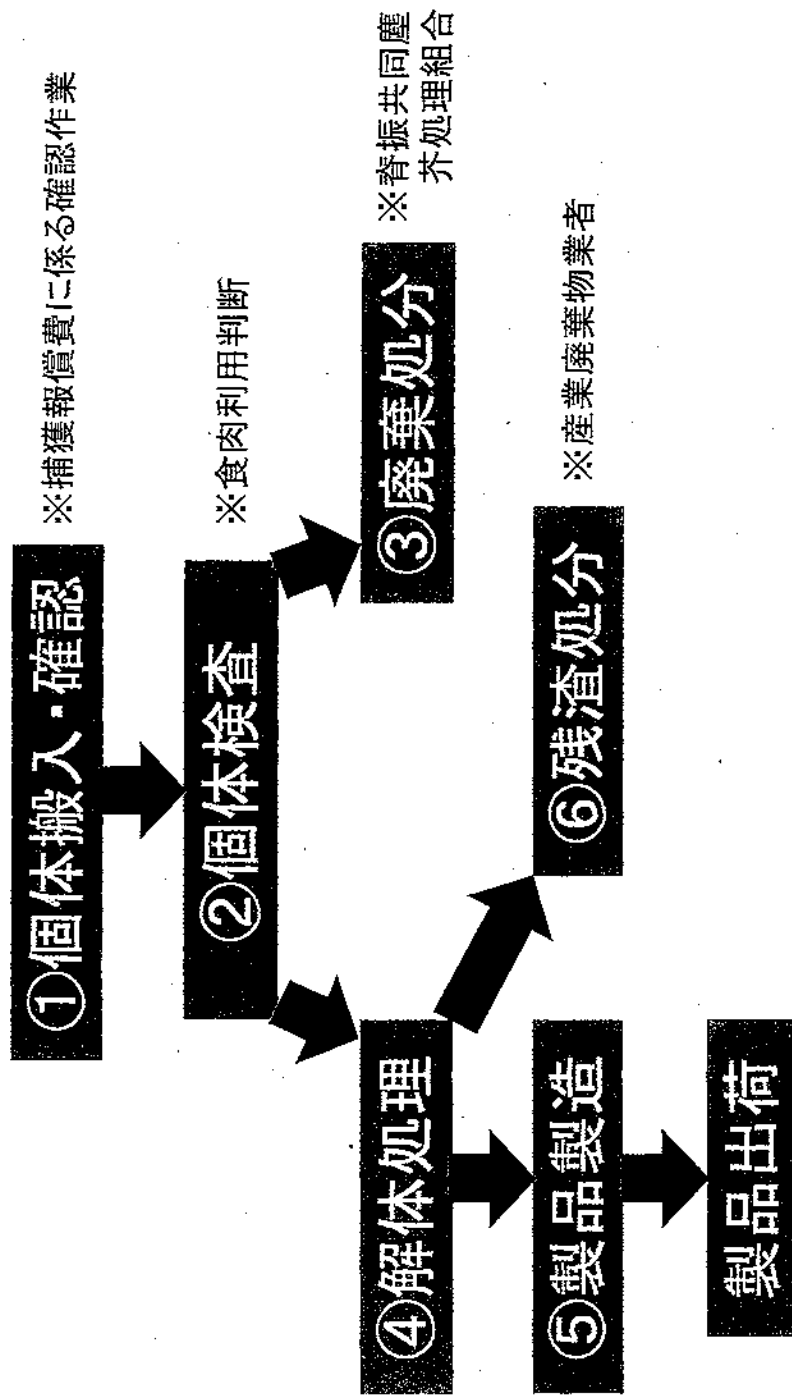 ①個体搬入・確認
※捕獲報償費に係る確認作業
②個体検査
※食肉利用判断
③廃棄処分
※脊振共同塵
芥処理組合
④解体処理
⑤製品製造
⑥残渣処分
※産業廃棄物業者
製品出荷